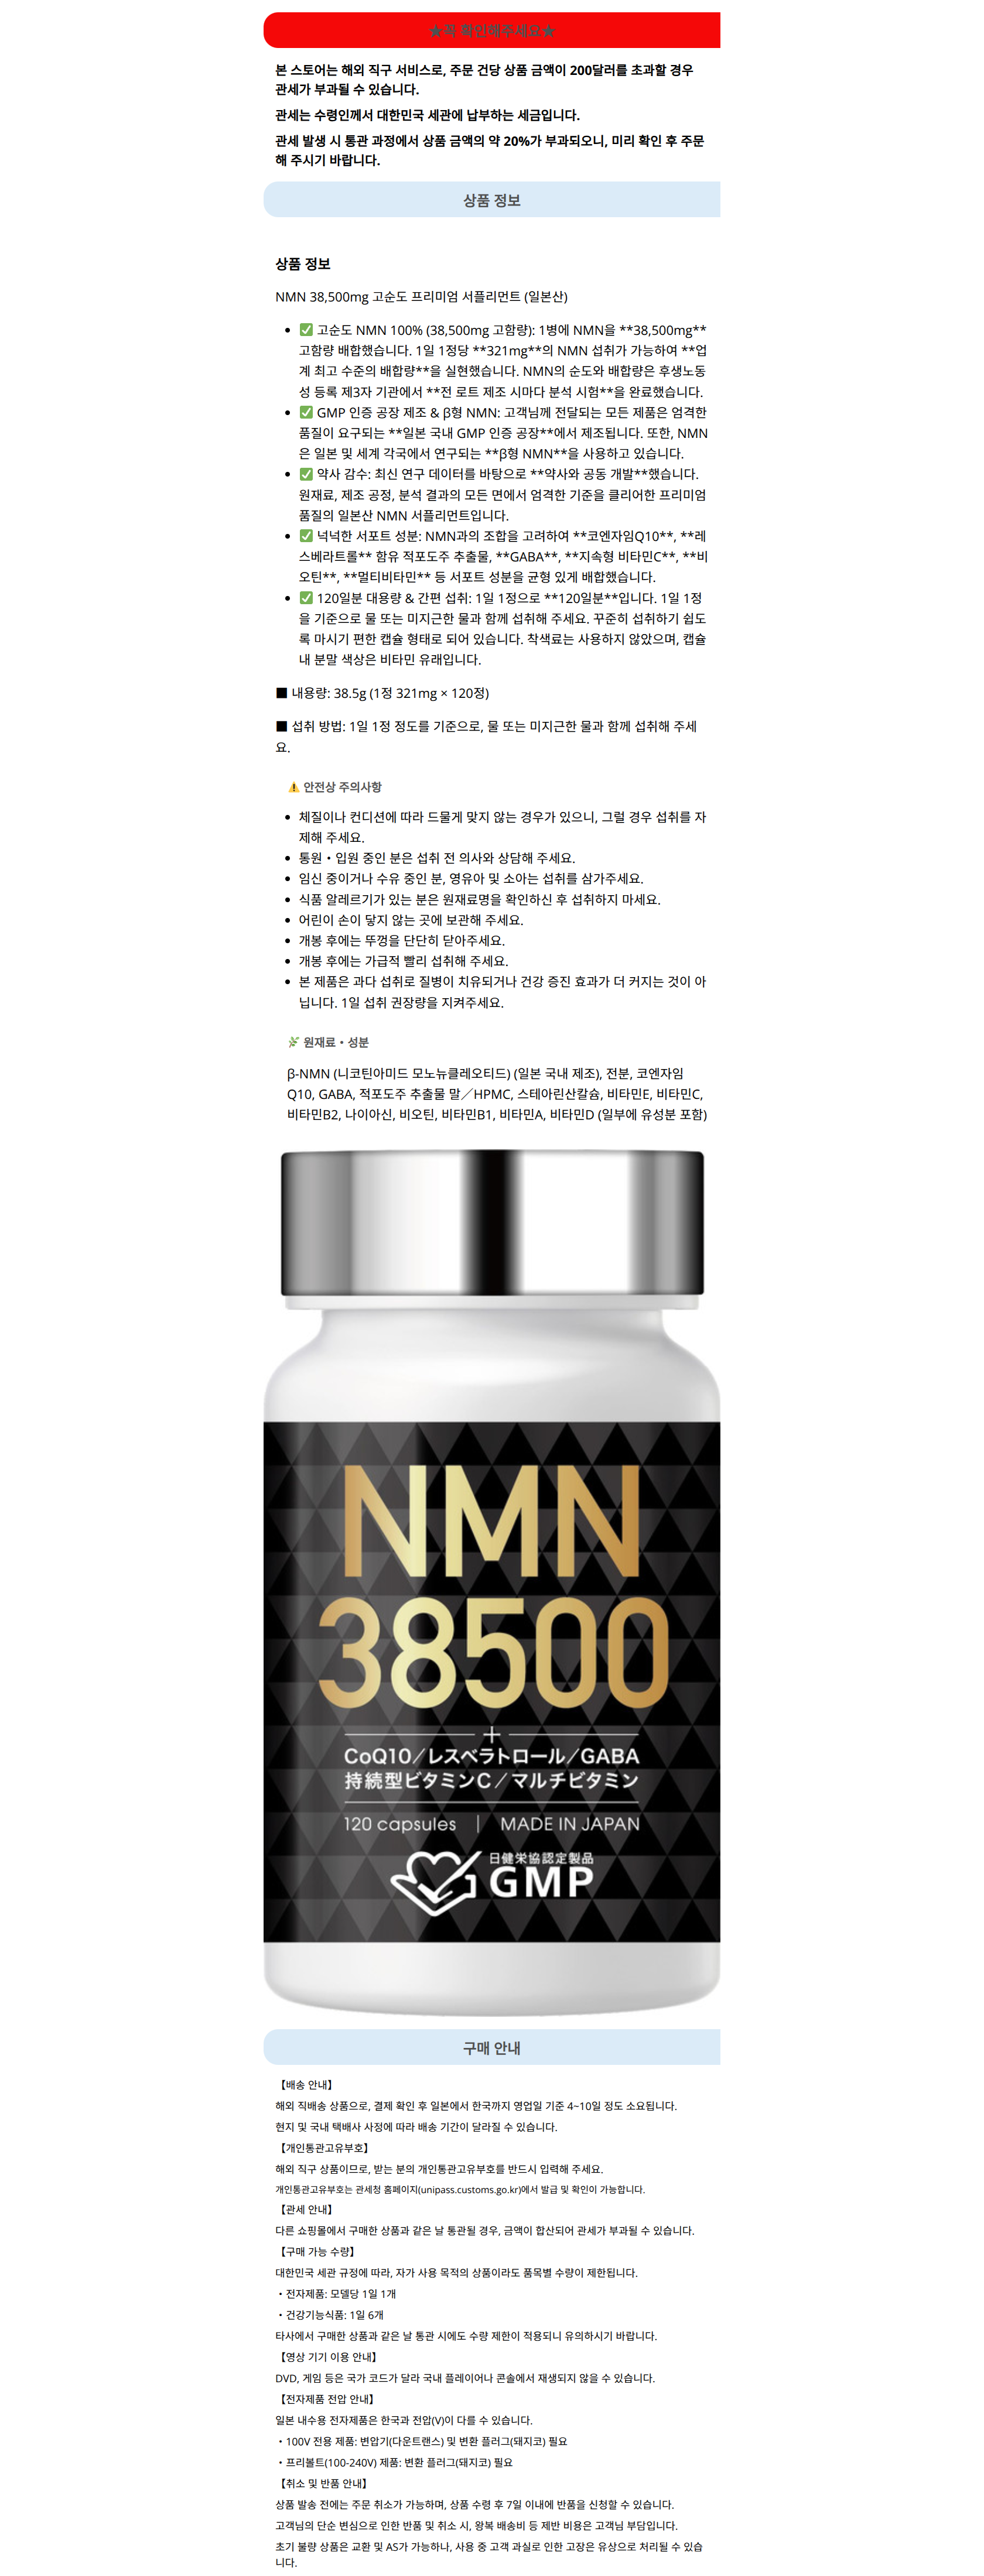 ★꼭 확인해주세요★
본 스토어는 해외 직구 서비스로, 주문 건당 상품 금액이 200달러를 초과할 경우
관세가 부과될 수 있습니다.
관세는 수령인께서 대한민국 세관에 납부하는 세금입니다.
관세 발생 시 통관 과정에서 상품 금액의 약 20%가 부과되오니, 미리 확인 후 주문
해 주시기 바랍니다.
상품 정보
상품 정보
NMN 38,500mg 고순도 프리미엄 서플리먼트 (일본산)
• ✅ 고순도 NMN 100% (38,500mg 고함량): 1병에 NMN을 **38,500mg**
고함량 배합했습니다. 1일 1정당 **321mg**의 NMN 섭취가 가능하여 **업
계 최고 수준의 배합량**을 실현했습니다. NMN의 순도와 배합량은 후생노동
성 등록 제3자 기관에서 **전 로트 제조 시마다 분석 시험**을 완료했습니다.
• ✅ GMP 인증 공장 제조 & β형 NMN: 고객님께 전달되는 모든 제품은 엄격한
품질이 요구되는 **일본 국내 GMP 인증 공장**에서 제조됩니다. 또한, NMN
은 일본 및 세계 각국에서 연구되는 **β형 NMN**을 사용하고 있습니다.
• ✅ 약사 감수: 최신 연구 데이터를 바탕으로 **약사와 공동 개발**했습니다.
원재료, 제조 공정, 분석 결과의 모든 면에서 엄격한 기준을 클리어한 프리미엄
품질의 일본산 NMN 서플리먼트입니다.
• ✅ 넉넉한 서포트 성분: NMN과의 조합을 고려하여 **코엔자임Q10**, **레
스베라트롤** 함유 적포도주 추출물, **GABA**, **지속형 비타민C**, **비
오틴**, **멀티비타민** 등 서포트 성분을 균형 있게 배합했습니다.
• ✅ 120일분 대용량 & 간편 섭취: 1일 1정으로 **120일분**입니다. 1일 1정
을 기준으로 물 또는 미지근한 물과 함께 섭취해 주세요. 꾸준히 섭취하기 쉽도
록 마시기 편한 캡슐 형태로 되어 있습니다. 착색료는 사용하지 않았으며, 캡슐
내 분말 색상은 비타민 유래입니다.
■ 내용량: 38.5g (1정 321mg × 120정)
■ 섭취 방법: 1일 1정 정도를 기준으로, 물 또는 미지근한 물과 함께 섭취해 주세
요.
⚠️ 안전상 주의사항
• 체질이나 컨디션에 따라 드물게 맞지 않는 경우가 있으니, 그럴 경우 섭취를 자
제해 주세요.
• 통원・입원 중인 분은 섭취 전 의사와 상담해 주세요.
• 임신 중이거나 수유 중인 분, 영유아 및 소아는 섭취를 삼가주세요.
• 식품 알레르기가 있는 분은 원재료명을 확인하신 후 섭취하지 마세요.
• 어린이 손이 닿지 않는 곳에 보관해 주세요.
• 개봉 후에는 뚜껑을 단단히 닫아주세요.
• 개봉 후에는 가급적 빨리 섭취해 주세요.
• 본 제품은 과다 섭취로 질병이 치유되거나 건강 증진 효과가 더 커지는 것이 아
닙니다. 1일 섭취 권장량을 지켜주세요.
🌿 원재료・성분
β-NMN (니코틴아미드 모노뉴클레오티드) (일본 국내 제조), 전분, 코엔자임
Q10, GABA, 적포도주 추출물 말／HPMC, 스테아린산칼슘, 비타민E, 비타민C,
비타민B2, 나이아신, 비오틴, 비타민B1, 비타민A, 비타민D (일부에 유성분 포함)
NMN
38500
+
CoQ10／レスベラトロール／GABA
持続型ビタミンC／マルチビタミン
120 capsules | MADE IN JAPAN
日健栄協認定製品
GMP
구매 안내
【배송 안내】
해외 직배송 상품으로, 결제 확인 후 일본에서 한국까지 영업일 기준 4~10일 정도 소요됩니다.
현지 및 국내 택배사 사정에 따라 배송 기간이 달라질 수 있습니다.
【개인통관고유부호】
해외 직구 상품이므로, 받는 분의 개인통관고유부호를 반드시 입력해 주세요.
개인통관고유부호는 관세청 홈페이지(unipass.customs.go.kr)에서 발급 및 확인이 가능합니다.
【관세 안내】
다른 쇼핑몰에서 구매한 상품과 같은 날 통관될 경우, 금액이 합산되어 관세가 부과될 수 있습니다.
【구매 가능 수량】
대한민국 세관 규정에 따라, 자가 사용 목적의 상품이라도 품목별 수량이 제한됩니다.
・전자제품: 모델당 1일 1개
・건강기능식품: 1일 6개
타사에서 구매한 상품과 같은 날 통관 시에도 수량 제한이 적용되니 유의하시기 바랍니다.
【영상 기기 이용 안내】
DVD, 게임 등은 국가 코드가 달라 국내 플레이어나 콘솔에서 재생되지 않을 수 있습니다.
【전자제품 전압 안내】
일본 내수용 전자제품은 한국과 전압(V)이 다를 수 있습니다.
・100V 전용 제품: 변압기(다운트랜스) 및 변환 플러그(돼지코) 필요
・프리볼트(100-240V) 제품: 변환 플러그(돼지코) 필요
【취소 및 반품 안내】
상품 발송 전에는 주문 취소가 가능하며, 상품 수령 후 7일 이내에 반품을 신청할 수 있습니다.
고객님의 단순 변심으로 인한 반품 및 취소 시, 왕복 배송비 등 제반 비용은 고객님 부담입니다.
초기 불량 상품은 교환 및 AS가 가능하나, 사용 중 고객 과실로 인한 고장은 유상으로 처리될 수 있습
니다.